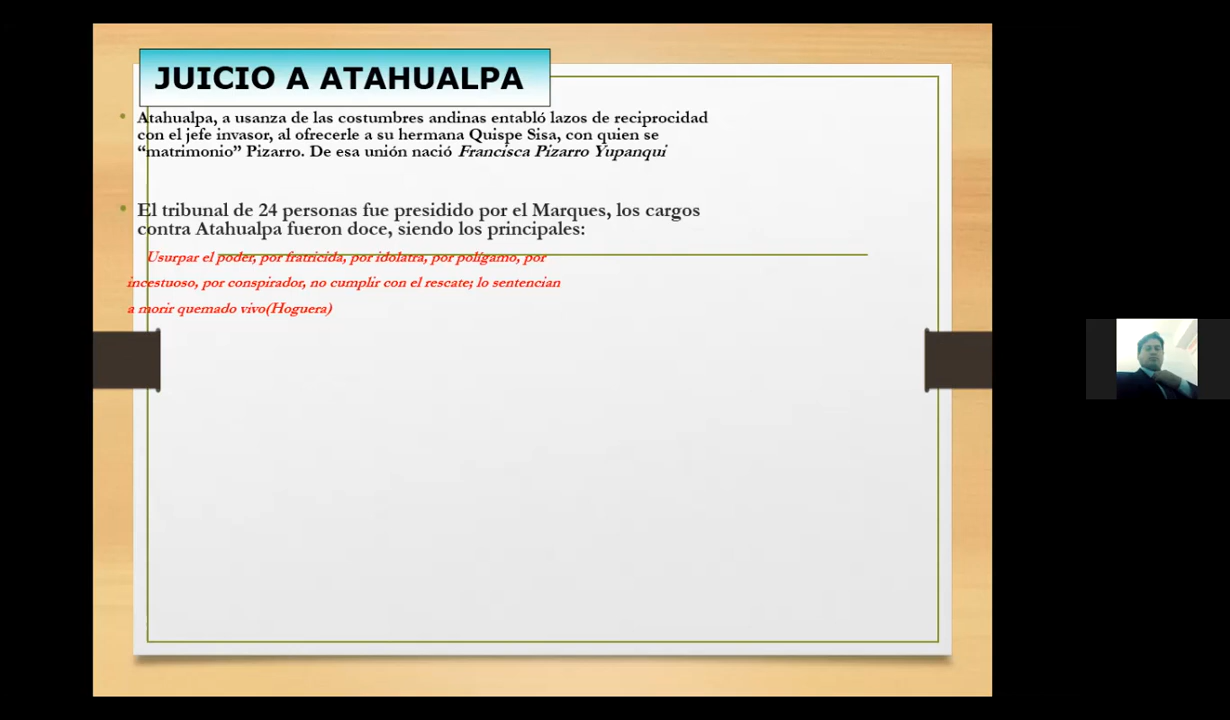 JUICIO A ATAHUALPA
• Atahualpa, a usanza de las costumbres andinas entabló lazos de reciprocidad
con el jefe invasor, al ofrecerle a su hermana Quispe Sisa, con quien se
“matrimonio” Pizarro. De esa unión nació Francisca Pizarro Yupanqui
• El tribunal de 24 personas fue presidido por el Marques, los cargos
contra Atahualpa fueron doce, siendo los principales:
Usurpar el poder, por fratricida, por idolatra, por polígamo, por
incestuoso, por conspirador, no cumplir con el rescate; lo sentencian
a morir quemado vivo(Hoguera)